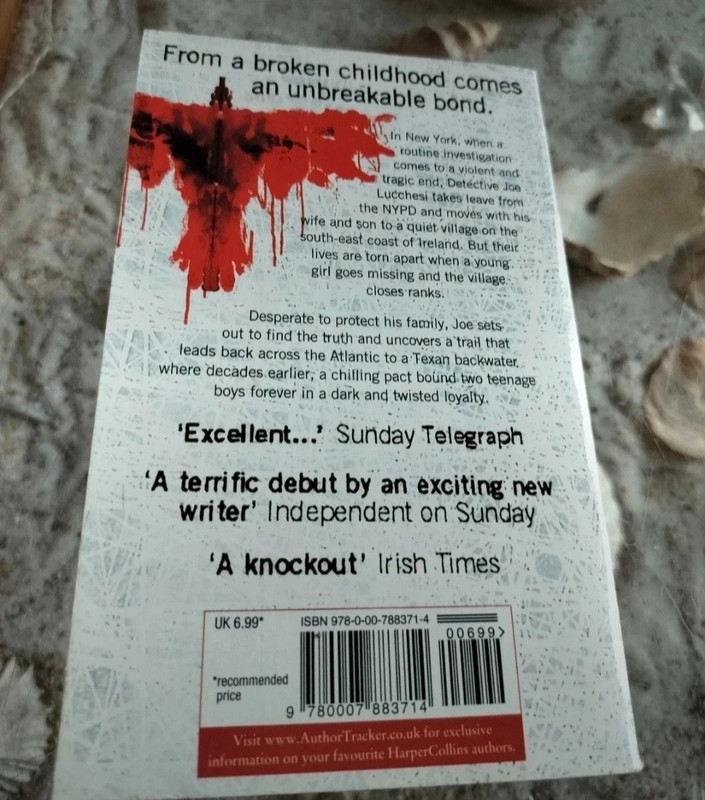 From a broken childhood comes
an unbreakable bond.
In New York, when a
routine investigation
comes to a violent and
tragic end, Detective Joe
Lucchesi takes leave from
the NYPD and moves with his
wife and son to a quiet village on the
south-east coast of Ireland. But their
lives are torn apart when a young
girl goes missing and the village
closes ranks.
Desperate to protect his family, Joe sets
out to find the truth and uncovers a trail that
leads back across the Atlantic to a Texan backwater,
where decades earlier, a chilling pact bound two teenage
boys forever in a dark and twisted loyalty.
‘Excellent...’ Sunday Telegraph
‘A terrific debut by an exciting new
writer’ Independent on Sunday
‘A knockout’ Irish Times
UK 6.99*
ISBN 978-0-00-788371-4
00699>
*recommended
price
9 780007 883714
Visit www.AuthorTracker.co.uk for exclusive
information on your favourite HarperCollins authors.